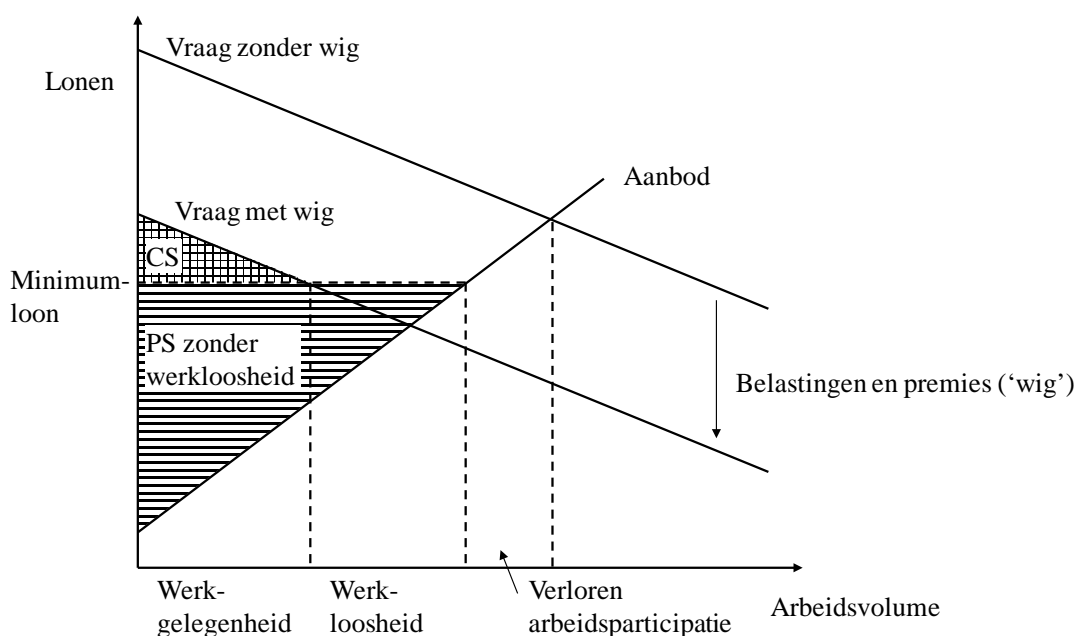 Vraag zonder wig
Lonen
Aanbod
Vraag met wig
CS
Minimum-
loon
PS zonder
werkloosheid
Belastingen en premies (‘wig’)
Werk-
gelegenheid
Werk-
loosheid
Verloren
arbeidsparticipatie
Arbeidsvolume